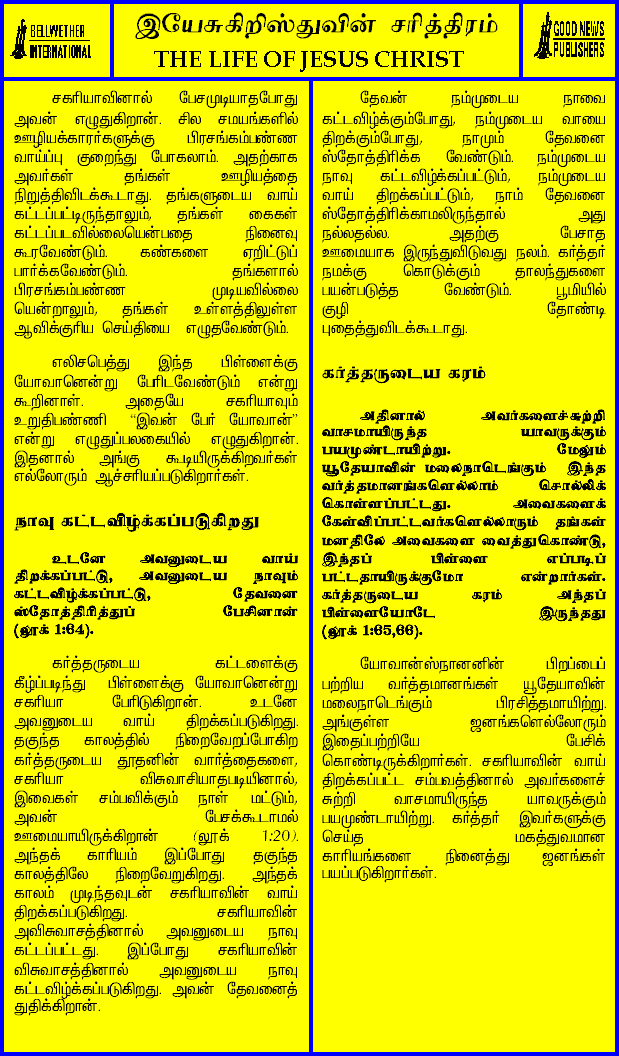 BELLWETHER
INTERNATIONAL
இயேசுகிறிஸ்துவின் சரித்திரம்
THE LIFE OF JESUS CHRIST
GOOD NEWS
PUBLISHERS
சகரியாவினால் பேசமுடியாதபோது
அவன் எழுதுகிறான். சில சமயங்களில்
ஊழியக்காரர்களுக்கு பிரசங்கம்பண்ண
வாய்ப்பு குறைந்து போகலாம். அதற்காக
அவர்கள் தங்கள் ஊழியத்தை
நிறுத்திவிடக்கூடாது. தங்களுடைய வாய்
கட்டப்பட்டிருந்தாலும், தங்கள் கைகள்
கட்டப்படவில்லையென்பதை நினைவு
கூரவேண்டும். கண்களை ஏறிட்டுப்
பார்க்கவேண்டும். தங்களால்
பிரசங்கம்பண்ண முடியவில்லை
யென்றாலும், தங்கள் உள்ளத்திலுள்ள
ஆவிக்குரிய செய்தியை எழுதவேண்டும்.
எலிசபெத்து இந்த பிள்ளைக்கு
யோவானென்று பேரிடவேண்டும் என்று
கூறினாள். அதையே சகரியாவும்
உறுதிபண்ணி “இவன் பேர் யோவான்”
என்று எழுதுப்பலகையில் எழுதுகிறான்.
இதனால் அங்கு கூடியிருக்கிறவர்கள்
எல்லோரும் ஆச்சரியப்படுகிறார்கள்.
நாவு கட்டவிழ்க்கப்படுகிறது
உடனே அவனுடைய வாய்
திறக்கப்பட்டு, அவனுடைய நாவும்
கட்டவிழ்க்கப்பட்டு, தேவனை
ஸ்தோத்திரித்துப் பேசினான்
(லூக் 1:64).
கர்த்தருடைய கட்டளைக்கு
கீழ்ப்படிந்து பிள்ளைக்கு யோவானென்று
சகரியா பேரிடுகிறான். உடனே
அவனுடைய வாய் திறக்கப்படுகிறது.
தகுந்த காலத்தில் நிறைவேறப்போகிற
கர்த்தருடைய தூதனின் வார்த்தைகளை,
சகரியா விசுவாசியாதபடியினால்,
இவைகள் சம்பவிக்கும் நாள் மட்டும்,
அவன் பேசக்கூடாமல்
ஊமையாயிருக்கிறான் (லூக் 1:20).
அந்தக் காரியம் இப்போது தகுந்த
காலத்திலே நிறைவேறுகிறது. அந்தக்
காலம் முடிந்தவுடன் சகரியாவின் வாய்
திறக்கப்படுகிறது. சகரியாவின்
அவிசுவாசத்தினால் அவனுடைய நாவு
கட்டப்பட்டது. இப்போது சகரியாவின்
விசுவாசத்தினால் அவனுடைய நாவு
கட்டவிழ்க்கப்படுகிறது. அவன் தேவனைத்
துதிக்கிறான்.
தேவன் நம்முடைய நாவை
கட்டவிழ்க்கும்போது, நம்முடைய வாயை
திறக்கும்போது, நாமும் தேவனை
ஸ்தோத்திரிக்க வேண்டும். நம்முடைய
நாவு கட்டவிழ்க்கப்பட்டும், நம்முடைய
வாய் திறக்கப்பட்டும், நாம் தேவனை
ஸ்தோத்திரிக்காமலிருந்தால் அது
நல்லதல்ல. அதற்கு பேசாத
ஊமையாக இருந்துவிடுவது நலம். கர்த்தர்
நமக்கு கொடுக்கும் தாலந்துகளை
பயன்படுத்த வேண்டும். பூமியில்
குழி தோண்டி
புதைத்துவிடக்கூடாது.
கர்த்தருடைய கரம்
அதினால் அவர்களைச்சுற்றி
வாசமாயிருந்த யாவருக்கும்
பயமுண்டாயிற்று. மேலும்
யூதேயாவின் மலைநாடெங்கும் இந்த
வர்த்தமானங்களெல்லாம் சொல்லிக்
கொள்ளப்பட்டது. அவைகளைக்
கேள்விப்பட்டவர்களெல்லாரும் தங்கள்
மனதிலே அவைகளை வைத்துகொண்டு,
இந்தப் பிள்ளை எப்படிப்
பட்டதாயிருக்குமோ என்றார்கள்.
கர்த்தருடைய கரம் அந்தப்
பிள்ளையோடே இருந்தது
(லூக் 1:65,66).
யோவான்ஸ்நானனின் பிறப்பைப்
பற்றிய வர்த்தமானங்கள் யூதேயாவின்
மலைநாடெங்கும் பிரசித்தமாயிற்று.
அங்குள்ள ஜனங்களெல்லோரும்
இதைப்பற்றியே பேசிக்
கொண்டிருக்கிறார்கள். சகரியாவின் வாய்
திறக்கப்பட்ட சம்பவத்தினால் அவர்களைச்
சுற்றி வாசமாயிருந்த யாவருக்கும்
பயமுண்டாயிற்று. கர்த்தர் இவர்களுக்கு
செய்த மகத்துவமான
காரியங்களை நினைத்து ஜனங்கள்
பயப்படுகிறார்கள்.